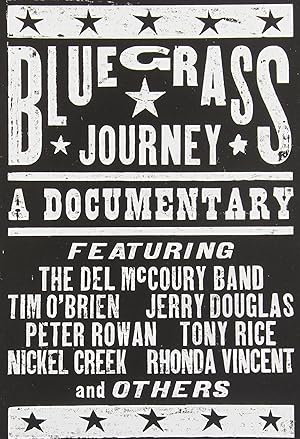 BLUEGRASS
JOURNEY
A DOCUMENTARY
FEATURING
THE DEL McCOURY BAND
TIM O'BRIEN JERRY DOUGLAS
PETER ROWAN TONY RICE
NICKEL CREEK RHONDA VINCENT
and OTHERS